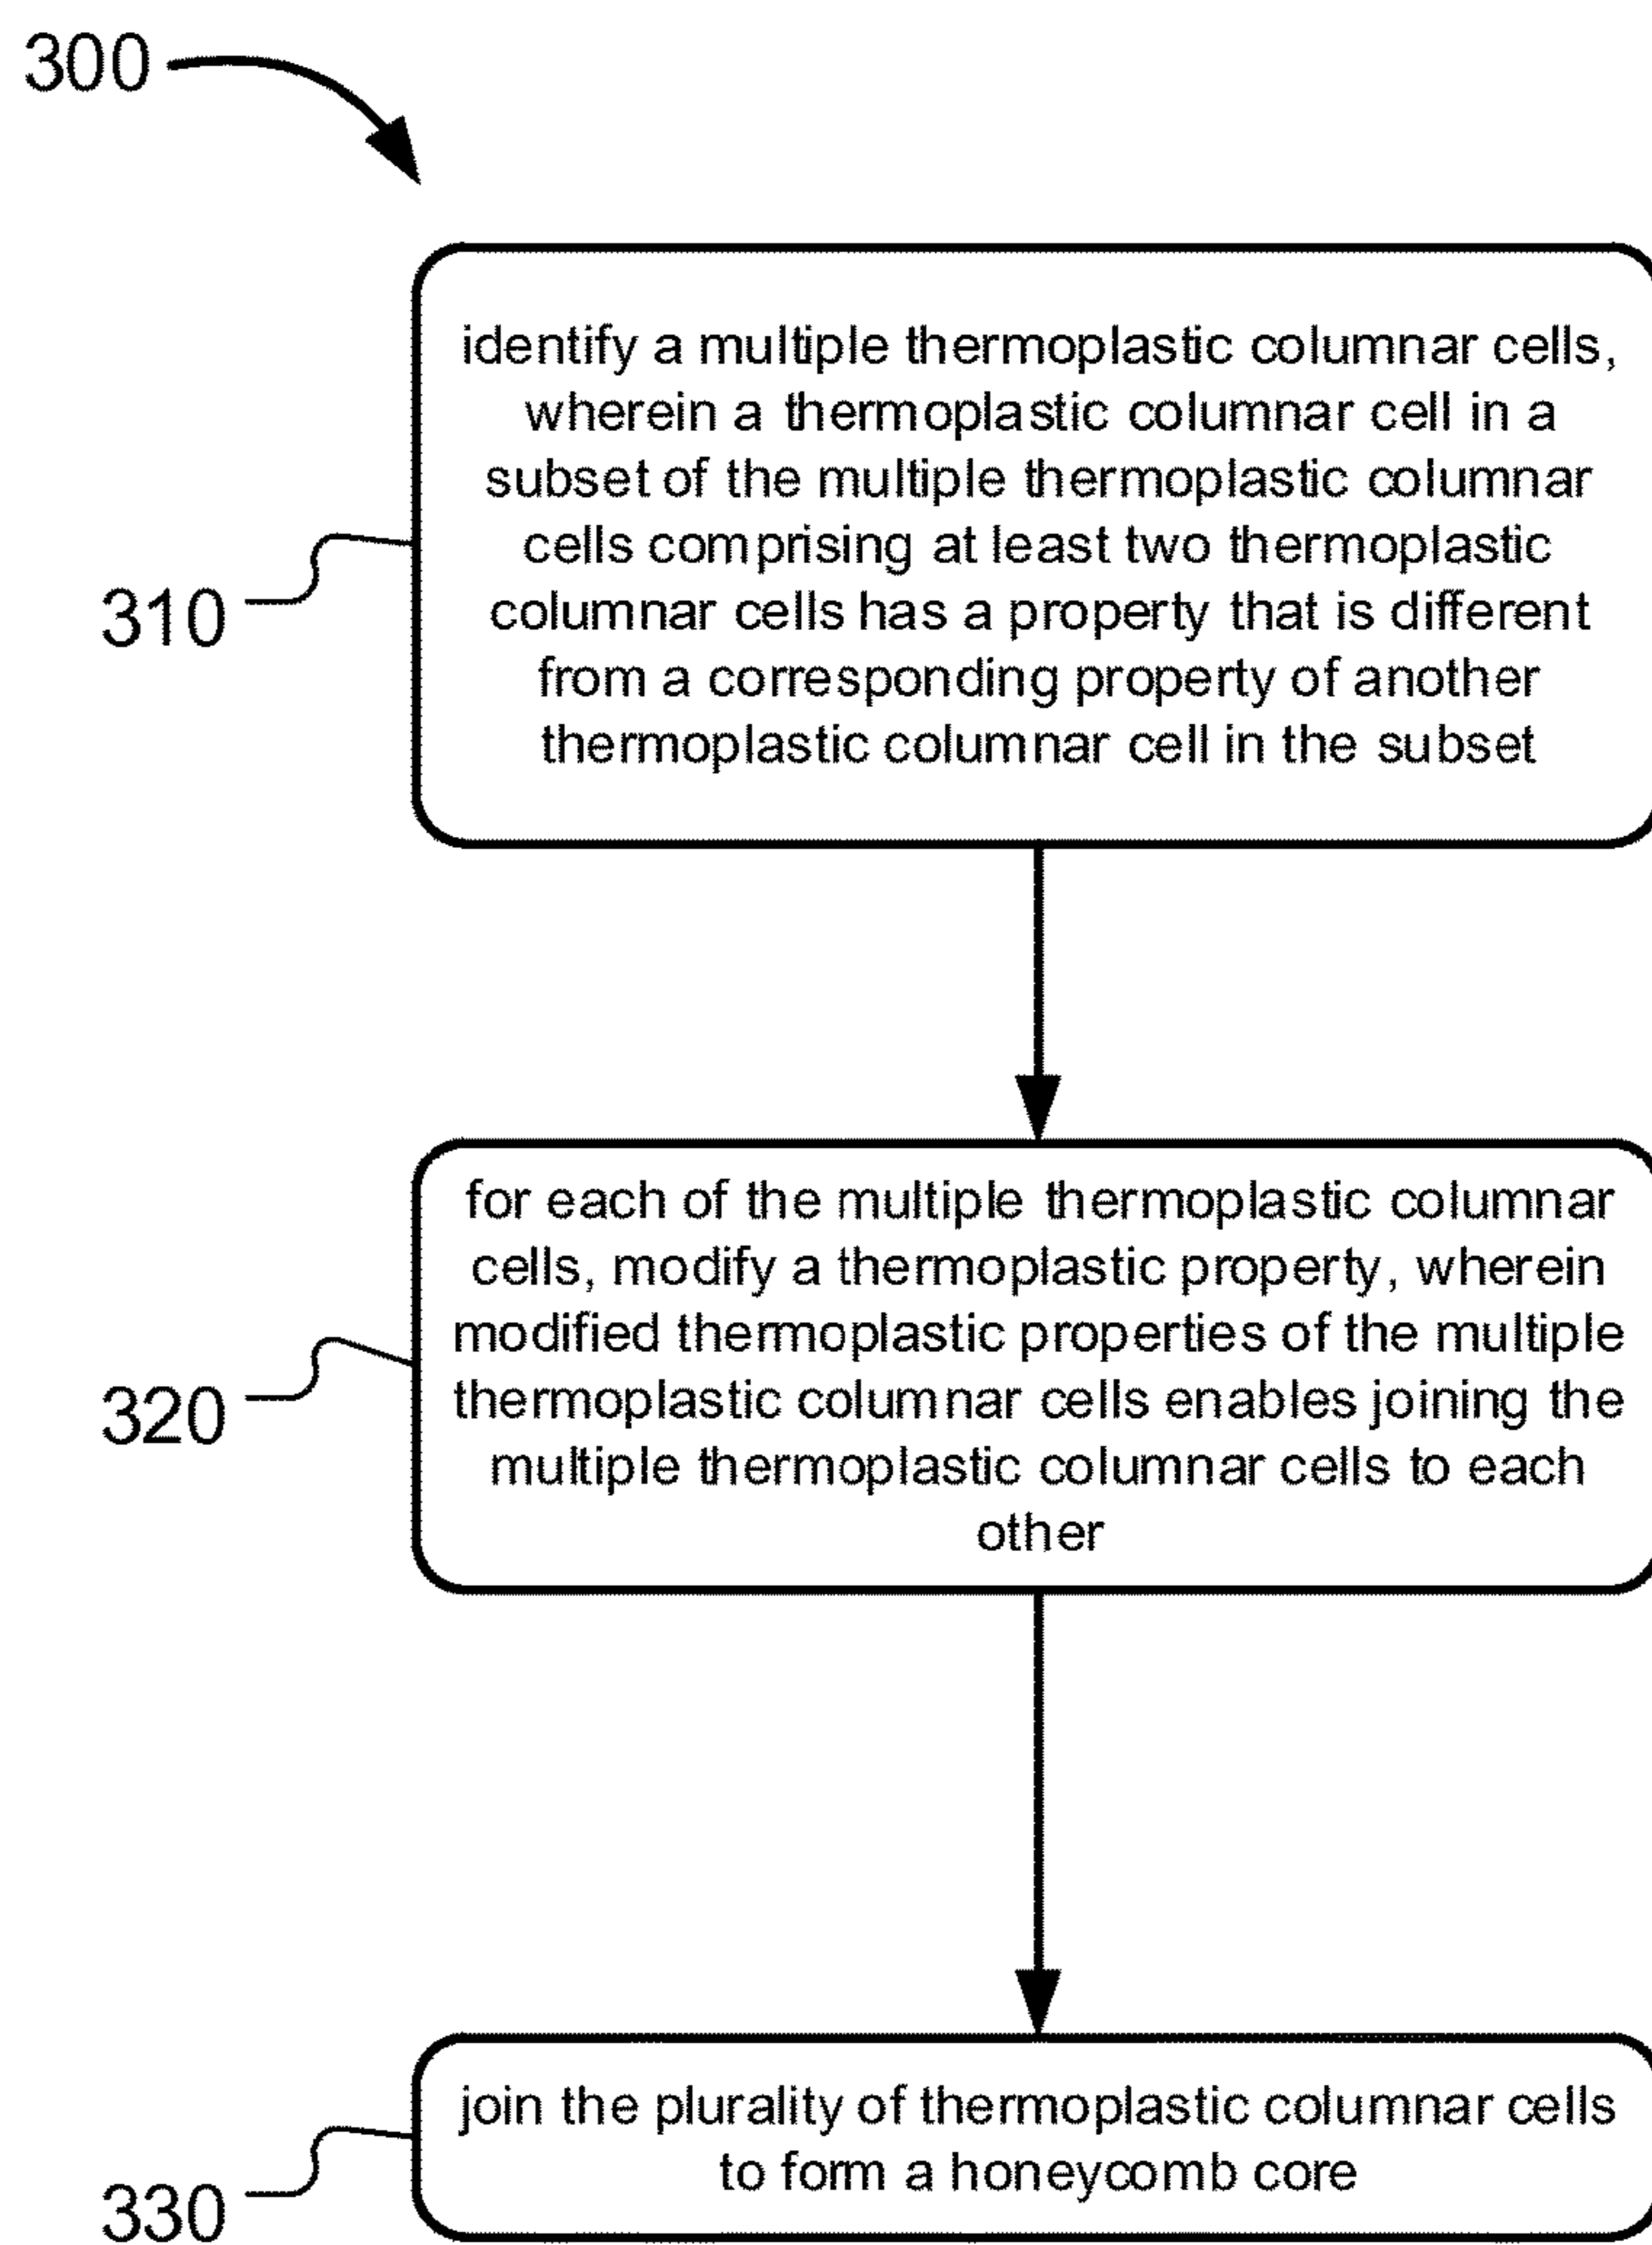 300
identify a multiple thermoplastic columnar cells,
wherein a thermoplastic columnar cell in a
subset of the multiple thermoplastic columnar
cells comprising at least two thermoplastic
columnar cells has a property that is different
from a corresponding property of another
thermoplastic columnar cell in the subset
310
for each of the multiple thermoplastic columnar
cells, modify a thermoplastic property, wherein
modified thermoplastic properties of the multiple
thermoplastic columnar cells enables joining the
multiple thermoplastic columnar cells to each
other
320
join the plurality of thermoplastic columnar cells
to form a honeycomb core
330